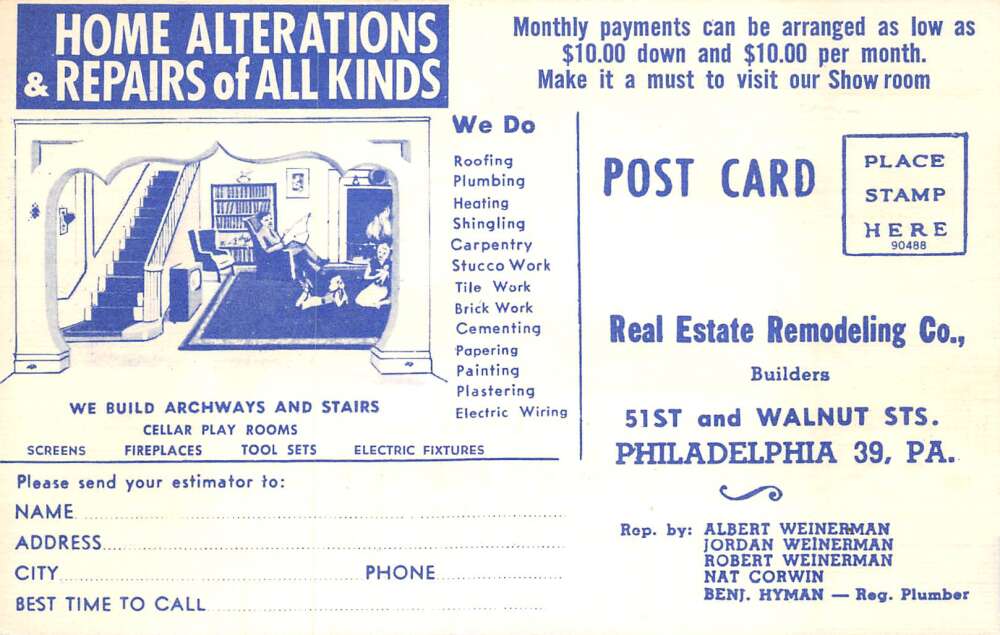 HOME ALTERATIONS
& REPAIRS of ALL KINDS
We Do
Roofing
Plumbing
Heating
Shingling
Carpentry
Stucco Work
Tile Work
Brick Work
Cementing
Papering
Painting
Plastering
Electric Wiring
WE BUILD ARCHWAYS AND STAIRS
CELLAR PLAY ROOMS
SCREENS FIREPLACES TOOL SETS ELECTRIC FIXTURES
Please send your estimator to:
NAME
ADDRESS
CITY PHONE
BEST TIME TO CALL
Monthly payments can be arranged as low as
$10.00 down and $10.00 per month.
Make it a must to visit our Show room
POST CARD
PLACE
STAMP
HERE
90488
Real Estate Remodeling Co.,
Builders
51ST and WALNUT STS.
PHILADELPHIA 39, PA.
Rep. by: ALBERT WEINERMAN
JORDAN WEINERMAN
ROBERT WEINERMAN
NAT CORWIN
BENJ. HYMAN — Reg. Plumber